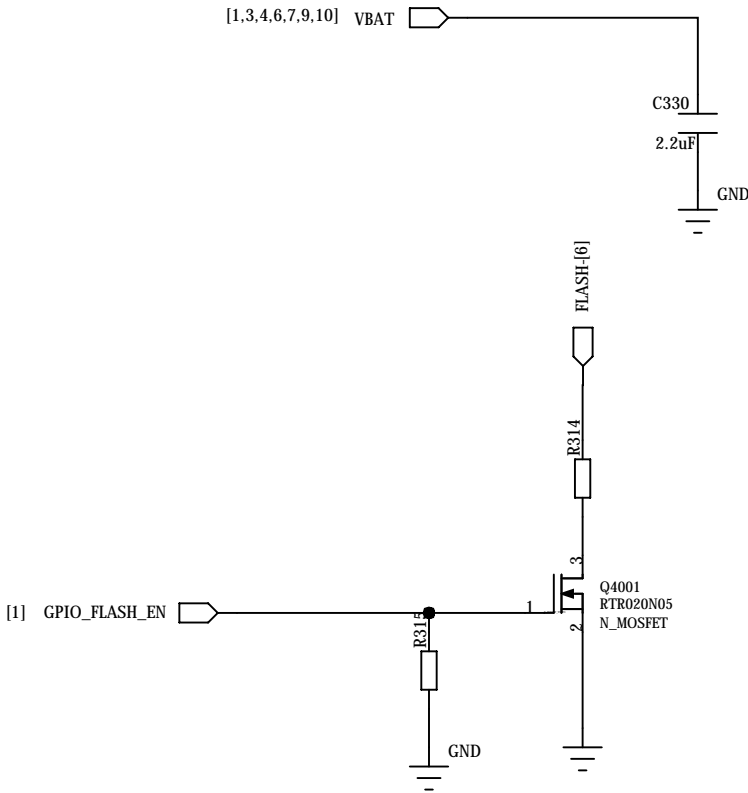 [1,3,4,6,7,9,10] VBAT
C330
2.2uF
GND
FLASH-[6]
R314
3
Q4001
RTR020N05
N_MOSFET
[1] GPIO_FLASH_EN
1
2
R315
GND